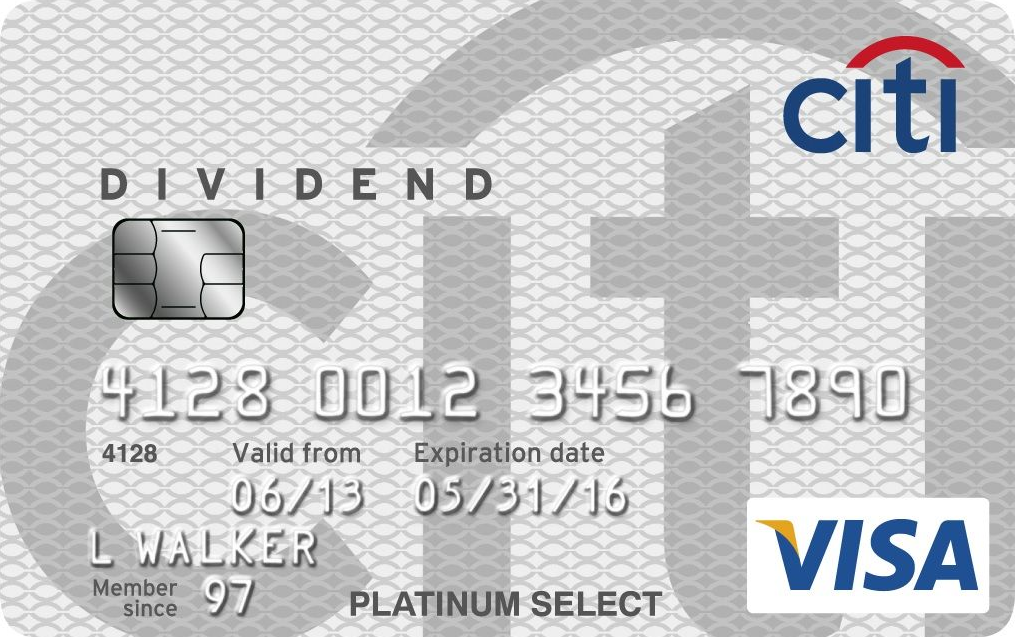 citi
DIVIDEND
4128 0012 3456 7890
4128 Valid from Expiration date
06/13 05/31/16
L WALKER
Member since 97
PLATINUM SELECT
VISA